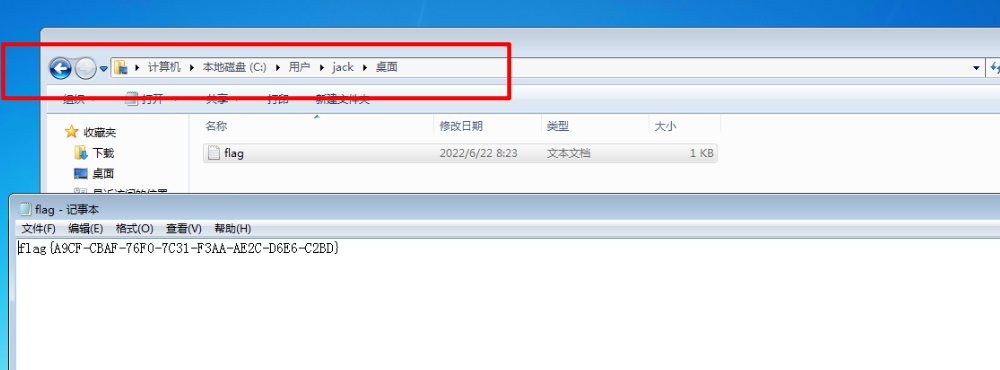 计算机 ▸ 本地磁盘 (C:) ▸ 用户 ▸ jack ▸ 桌面
组织 打开 共享 打印 新建文件夹
名称 修改日期 类型 大小
收藏夹
flag 2022/6/22 8:23 文本文档 1 KB
下载
桌面
最近访问的位置
flag - 记事本
文件(F) 编辑(E) 格式(O) 查看(V) 帮助(H)
flag{A9CF-CBAF-76F0-7C31-F3AA-AE2C-D6E6-C2BD}